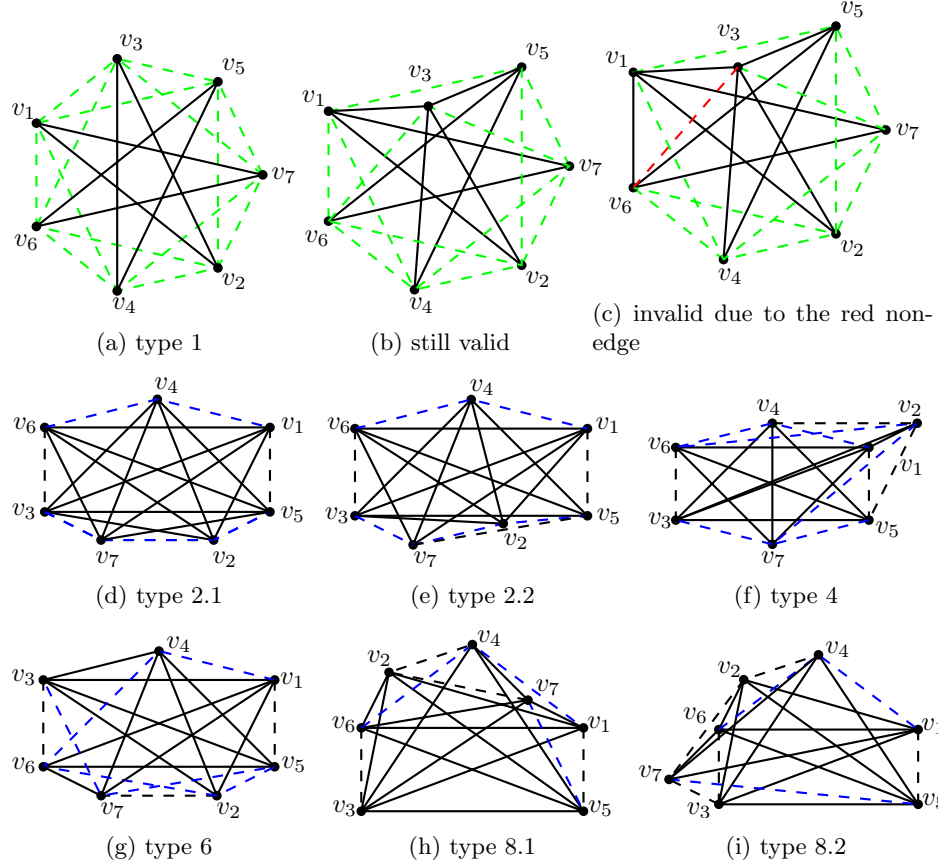 v3
v5
v1
v7
v6
v2
v4
(a) type 1
v5
v3
v1
v7
v6
v2
v4
(b) still valid
v5
v3
v1
v7
v6
v2
v4
(c) invalid due to the red non-
edge
v4
v6
v1
v3
v5
v7
v2
(d) type 2.1
v4
v6
v1
v3
v5
v2
v7
(e) type 2.2
v4
v2
v6
v1
v3
v5
v7
(f) type 4
v4
v3
v1
v6
v5
v7
v2
(g) type 6
v4
v2
v7
v6
v1
v3
v5
(h) type 8.1
v4
v2
v6
v1
v7
v3
v5
(i) type 8.2